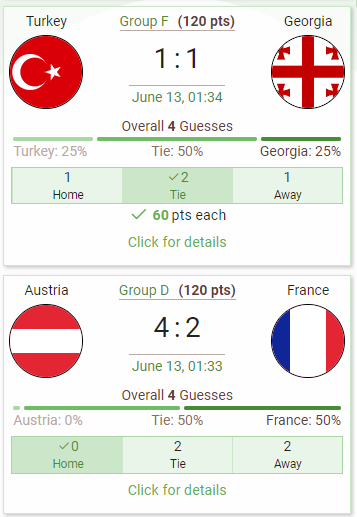 Turkey Group F (120 pts) Georgia
1 : 1
June 13, 01:34
Overall 4 Guesses
Turkey: 25% Tie: 50% Georgia: 25%
1 ✓2 1
Home Tie Away
✓ 60 pts each
Click for details
Austria Group D (120 pts) France
4 : 2
June 13, 01:33
Overall 4 Guesses
Austria: 0% Tie: 50% France: 50%
✓0 2 2
Home Tie Away
Click for details